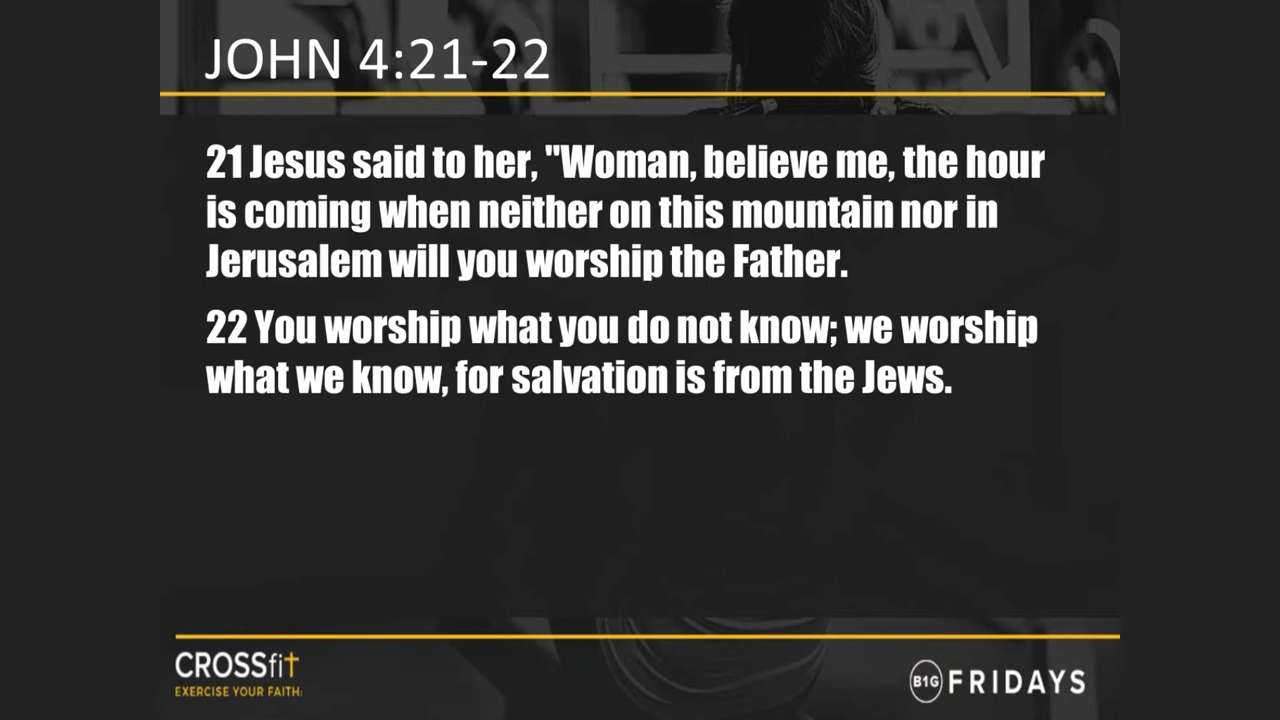 JOHN 4:21-22
21 Jesus said to her, "Woman, believe me, the hour
is coming when neither on this mountain nor in
Jerusalem will you worship the Father.
22 You worship what you do not know; we worship
what we know, for salvation is from the Jews.
CROSSfit
EXERCISE YOUR FAITH:
B1G FRIDAYS